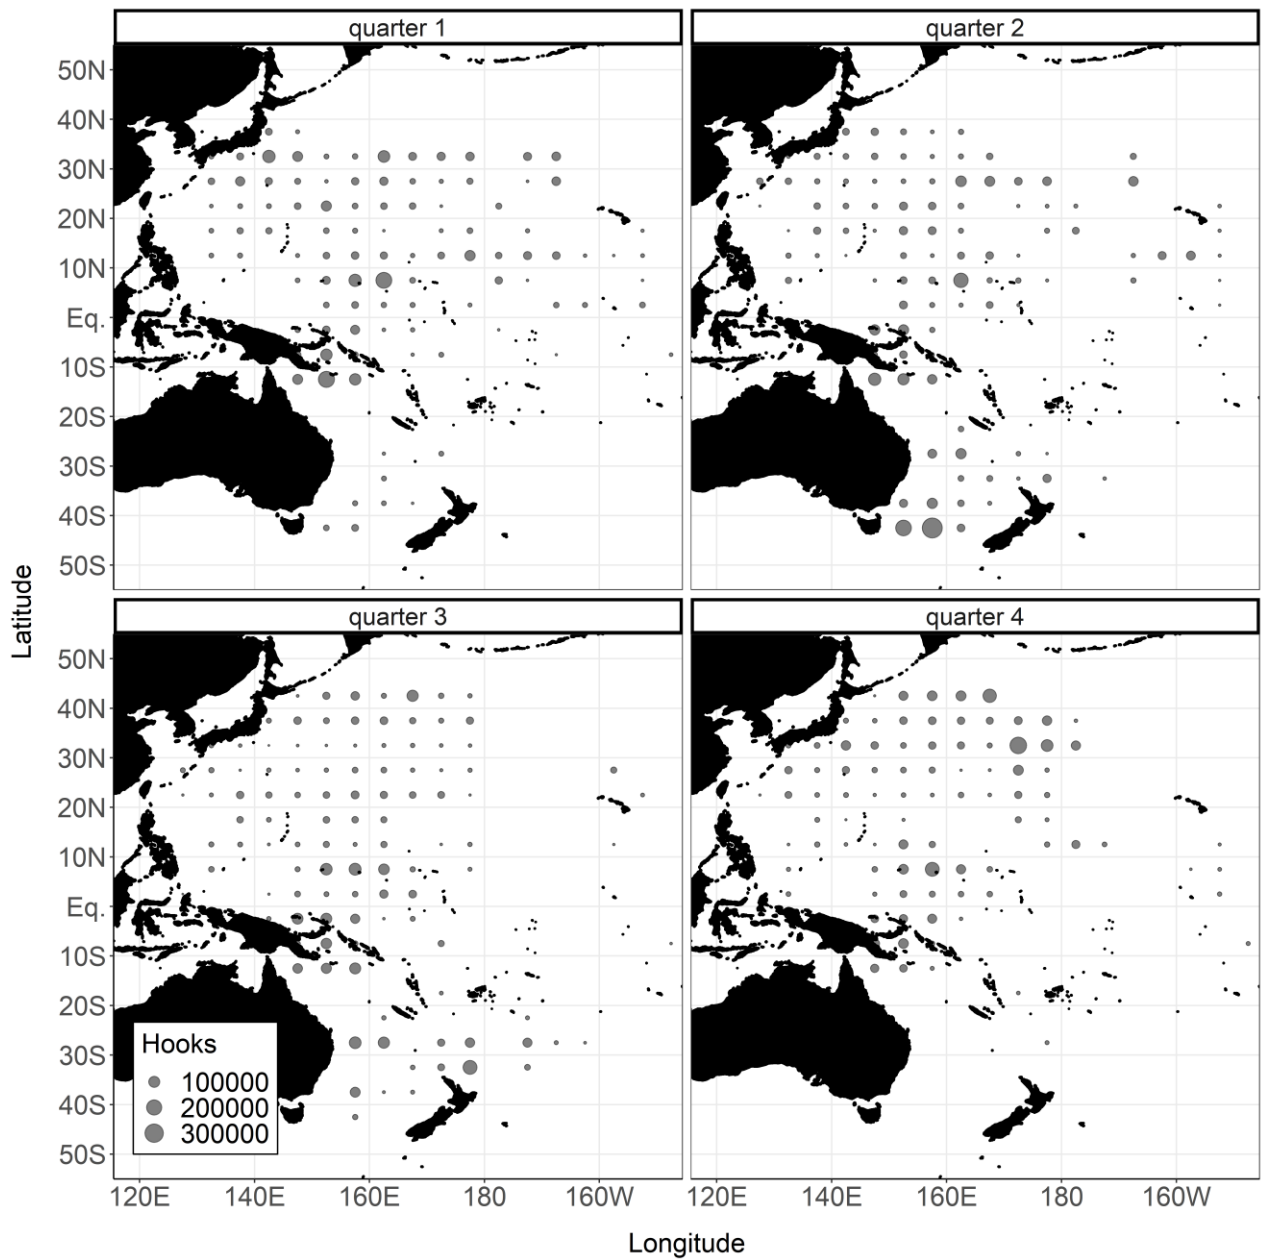 quarter 1
quarter 2
50N
40N
30N
20N
10N
Eq.
10S
20S
30S
40S
50S
quarter 3
quarter 4
50N
40N
30N
20N
10N
Eq.
10S
20S
30S
40S
50S
Hooks
100000
200000
300000
120E 140E 160E 180 160W
120E 140E 160E 180 160W
Latitude
Longitude